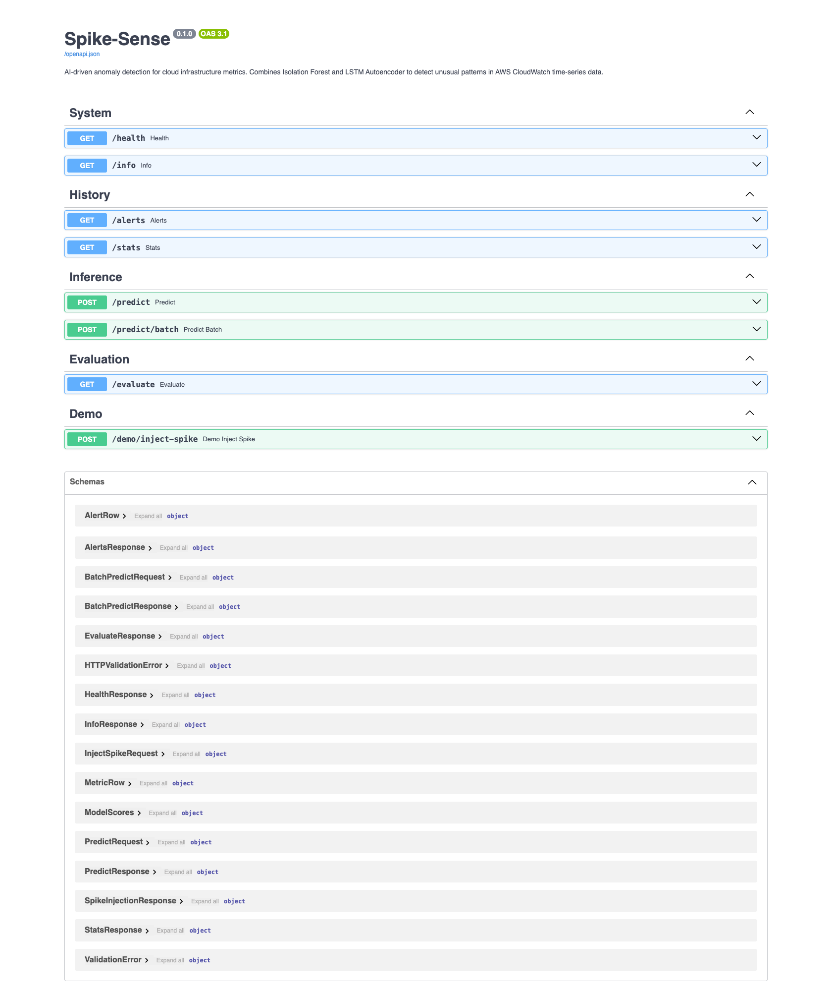 Spike-Sense 0.1.0 OAS 3.1
/openapi.json
AI-driven anomaly detection for cloud infrastructure metrics. Combines Isolation Forest and LSTM Autoencoder to detect unusual patterns in AWS CloudWatch time-series data.
System
GET /health Health
GET /info Info
History
GET /alerts Alerts
GET /stats Stats
Inference
POST /predict Predict
POST /predict/batch Predict Batch
Evaluation
GET /evaluate Evaluate
Demo
POST /demo/inject-spike Demo Inject Spike
Schemas
AlertRow Expand all object
AlertsResponse Expand all object
BatchPredictRequest Expand all object
BatchPredictResponse Expand all object
EvaluateResponse Expand all object
HTTPValidationError Expand all object
HealthResponse Expand all object
InfoResponse Expand all object
InjectSpikeRequest Expand all object
MetricRow Expand all object
ModelScores Expand all object
PredictRequest Expand all object
PredictResponse Expand all object
SpikeInjectionResponse Expand all object
StatsResponse Expand all object
ValidationError Expand all object